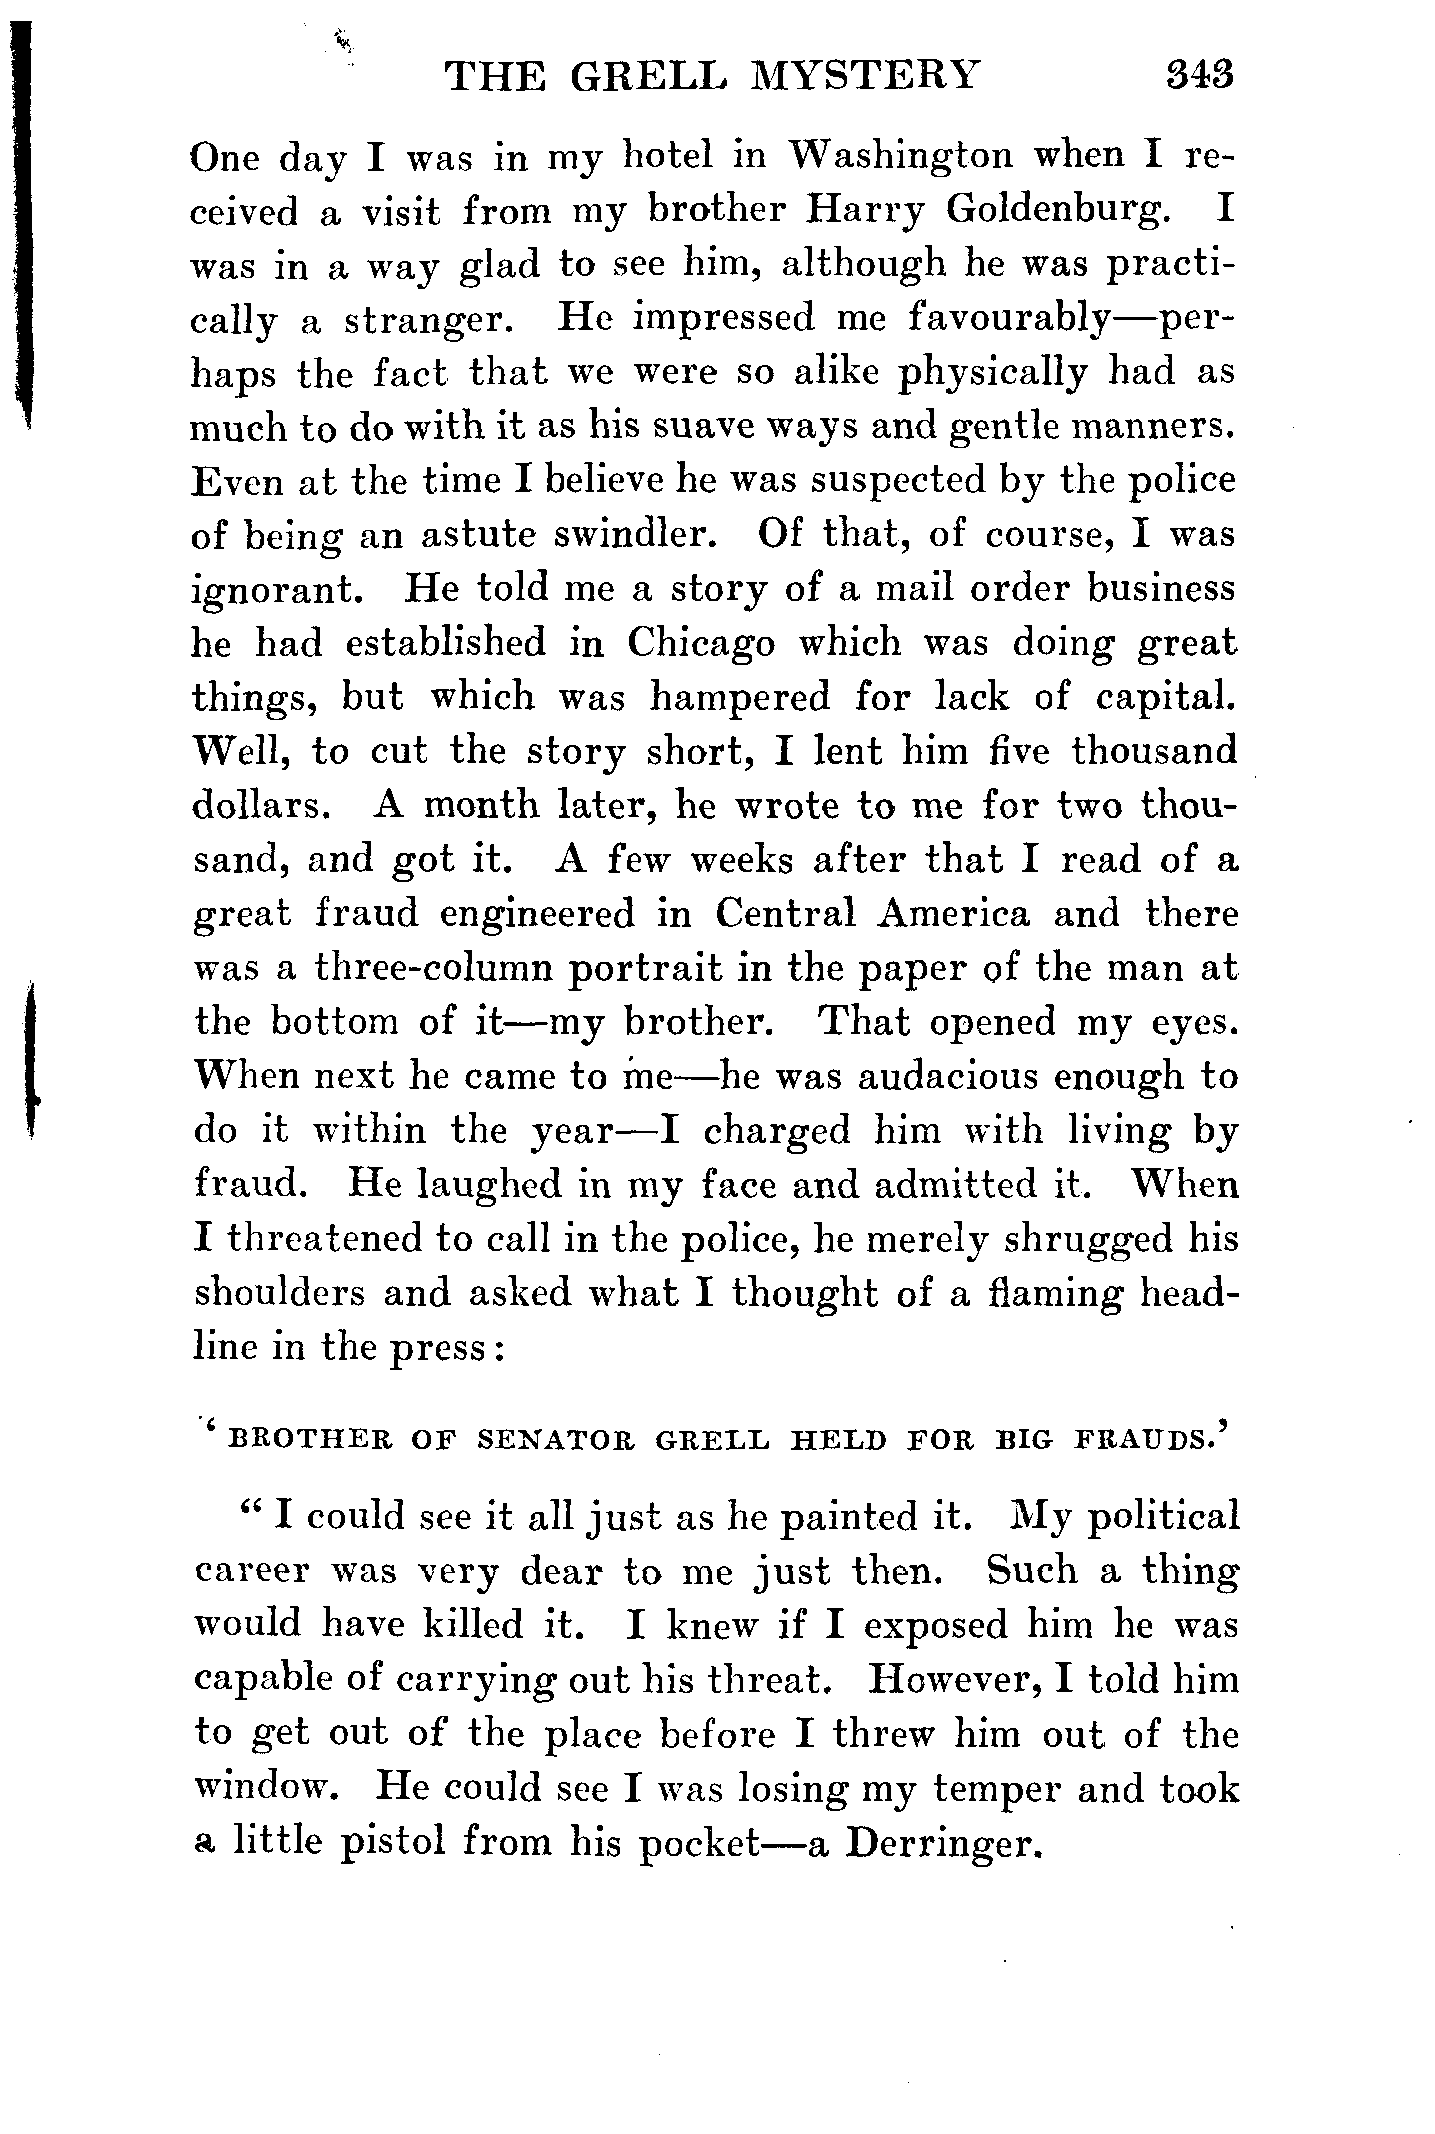 THE GRELL MYSTERY 343
One day I was in my hotel in Washington when I re-
ceived a visit from my brother Harry Goldenburg. I
was in a way glad to see him, although he was practi-
cally a stranger. He impressed me favourably—per-
haps the fact that we were so alike physically had as
much to do with it as his suave ways and gentle manners.
Even at the time I believe he was suspected by the police
of being an astute swindler. Of that, of course, I was
ignorant. He told me a story of a mail order business
he had established in Chicago which was doing great
things, but which was hampered for lack of capital.
Well, to cut the story short, I lent him five thousand
dollars. A month later, he wrote to me for two thou-
sand, and got it. A few weeks after that I read of a
great fraud engineered in Central America and there
was a three-column portrait in the paper of the man at
the bottom of it—my brother. That opened my eyes.
When next he came to me—he was audacious enough to
do it within the year—I charged him with living by
fraud. He laughed in my face and admitted it. When
I threatened to call in the police, he merely shrugged his
shoulders and asked what I thought of a flaming head-
line in the press:
‘BROTHER OF SENATOR GRELL HELD FOR BIG FRAUDS.’
“I could see it all just as he painted it. My political
career was very dear to me just then. Such a thing
would have killed it. I knew if I exposed him he was
capable of carrying out his threat. However, I told him
to get out of the place before I threw him out of the
window. He could see I was losing my temper and took
a little pistol from his pocket—a Derringer.